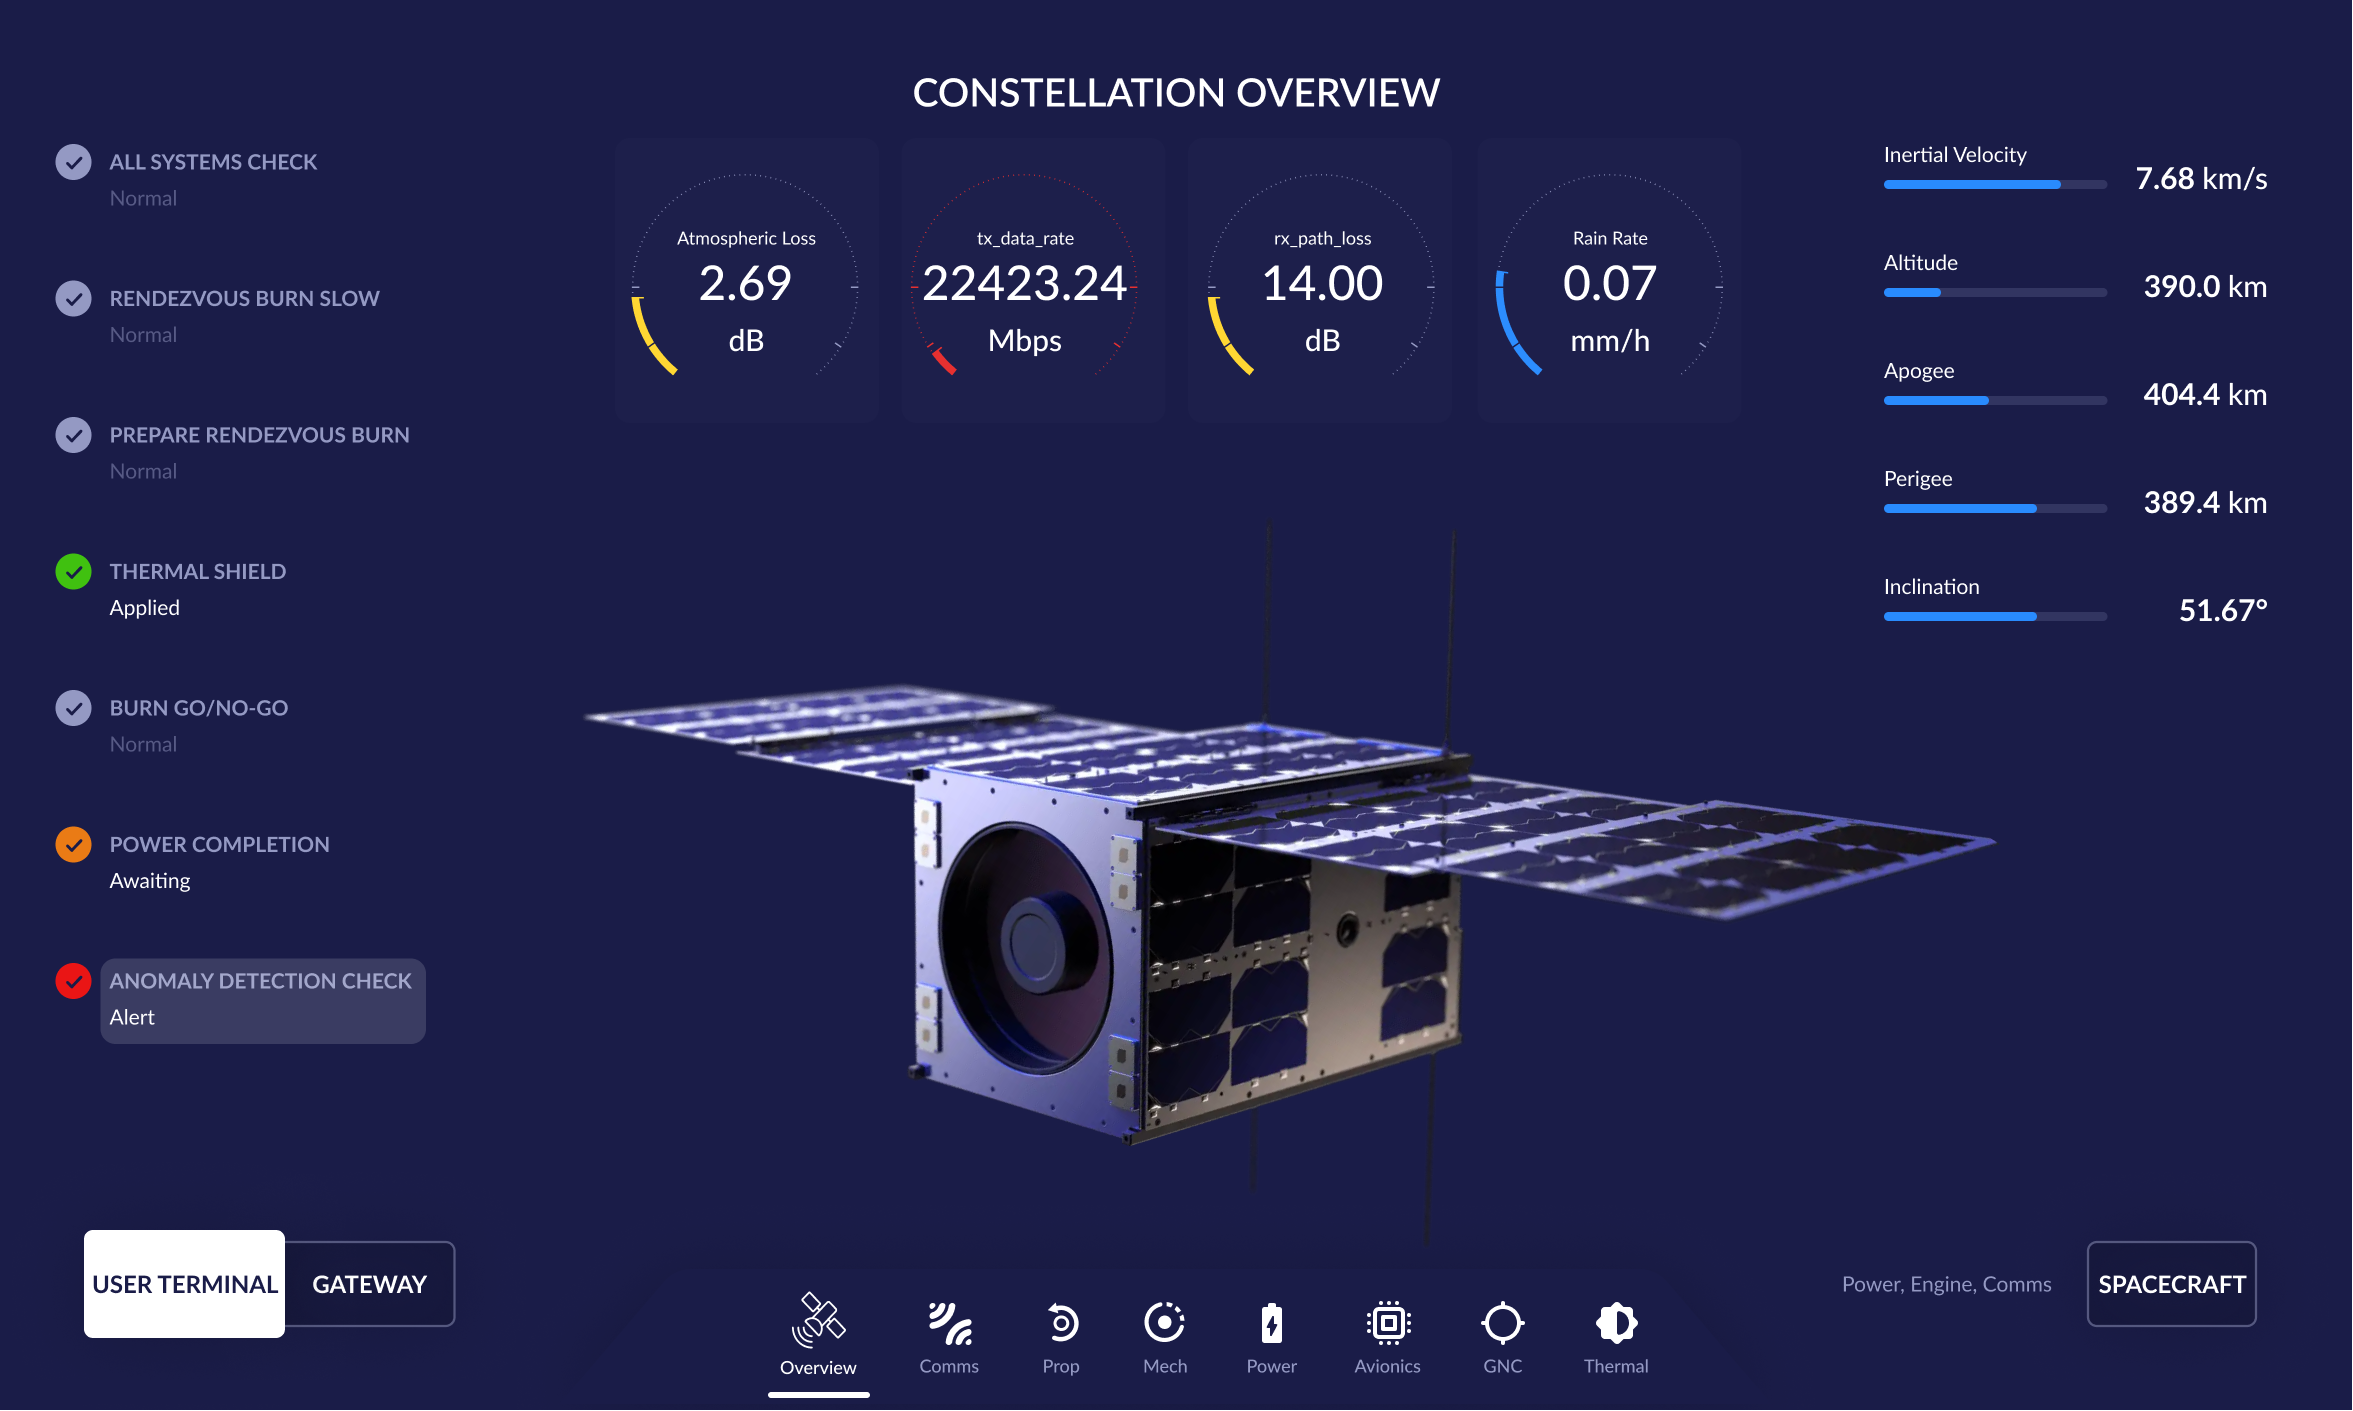 CONSTELLATION OVERVIEW
ALL SYSTEMS CHECK
Normal
RENDEZVOUS BURN SLOW
Normal
PREPARE RENDEZVOUS BURN
Normal
THERMAL SHIELD
Applied
BURN GO/NO-GO
Normal
POWER COMPLETION
Awaiting
ANOMALY DETECTION CHECK
Alert
Atmospheric Loss
2.69
dB
tx_data_rate
22423.24
Mbps
rx_path_loss
14.00
dB
Rain Rate
0.07
mm/h
Inertial Velocity
7.68 km/s
Altitude
390.0 km
Apogee
404.4 km
Perigee
389.4 km
Inclination
51.67°
USER TERMINAL
GATEWAY
Overview
Comms
Prop
Mech
Power
Avionics
GNC
Thermal
Power, Engine, Comms
SPACECRAFT